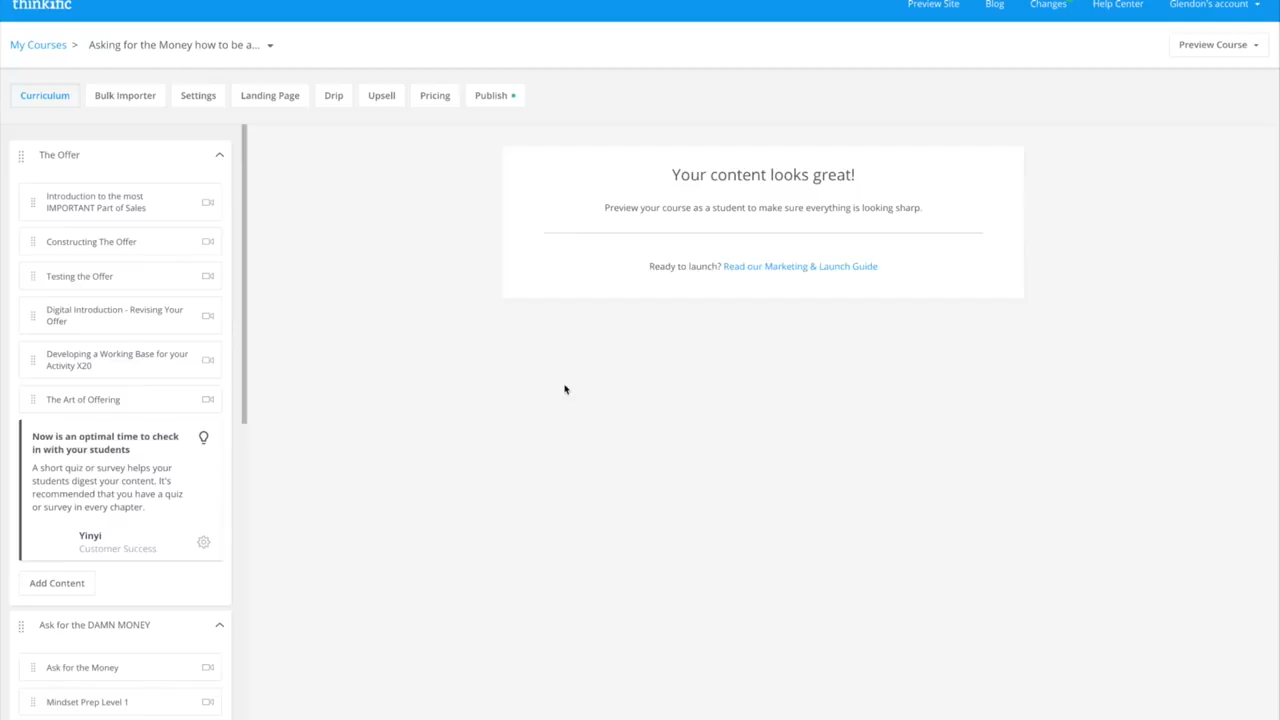 thinkific
Preview Site
Blog
Changes
Help Center
Glendon's account
My Courses > Asking for the Money how to be a...
Preview Course
Curriculum
Bulk Importer
Settings
Landing Page
Drip
Upsell
Pricing
Publish
The Offer
Introduction to the most
IMPORTANT Part of Sales
Constructing The Offer
Testing the Offer
Digital Introduction - Revising Your
Offer
Developing a Working Base for your
Activity X20
The Art of Offering
Now is an optimal time to check
in with your students
A short quiz or survey helps your
students digest your content. It's
recommended that you have a quiz
or survey in every chapter.
Yinyi
Customer Success
Add Content
Ask for the DAMN MONEY
Ask for the Money
Mindset Prep Level 1
Your content looks great!
Preview your course as a student to make sure everything is looking sharp.
Ready to launch? Read our Marketing & Launch Guide